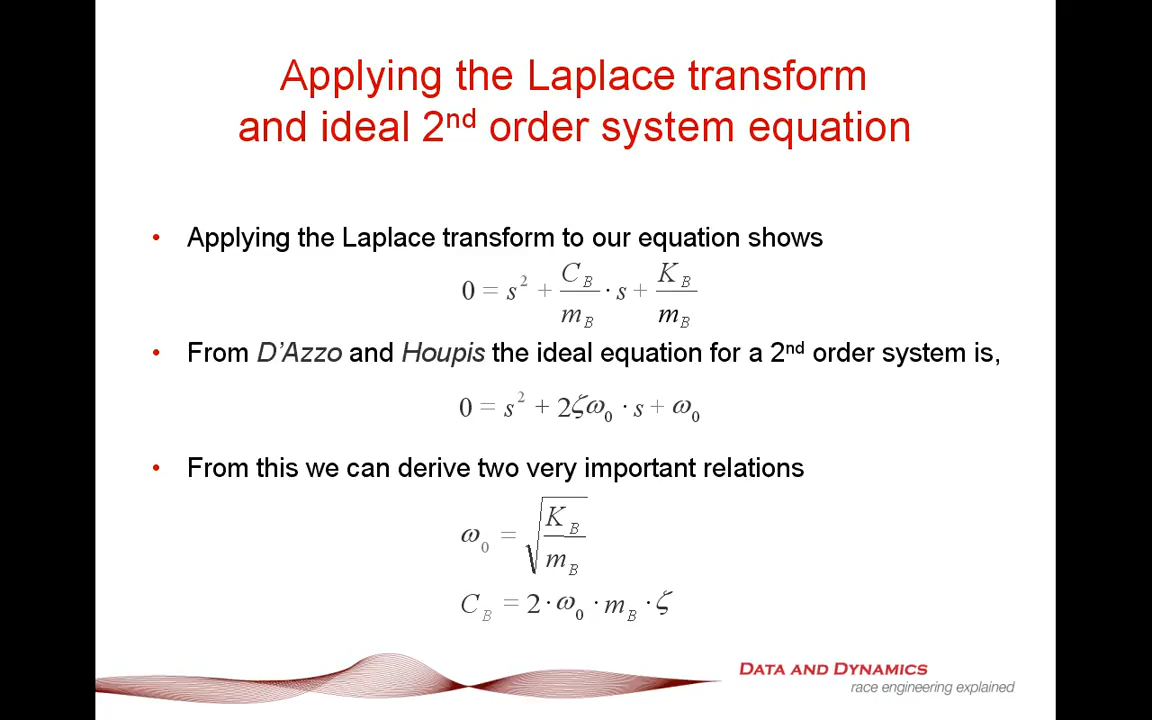 Applying the Laplace transform
and ideal 2nd order system equation
• Applying the Laplace transform to our equation shows
0 = s² + C_B/m_B · s + K_B/m_B
• From D'Azzo and Houpis the ideal equation for a 2nd order system is,
0 = s² + 2ζω₀ · s + ω₀
• From this we can derive two very important relations
ω₀ = √(K_B/m_B)
C_B = 2 · ω₀ · m_B · ζ
DATA AND DYNAMICS
race engineering explained